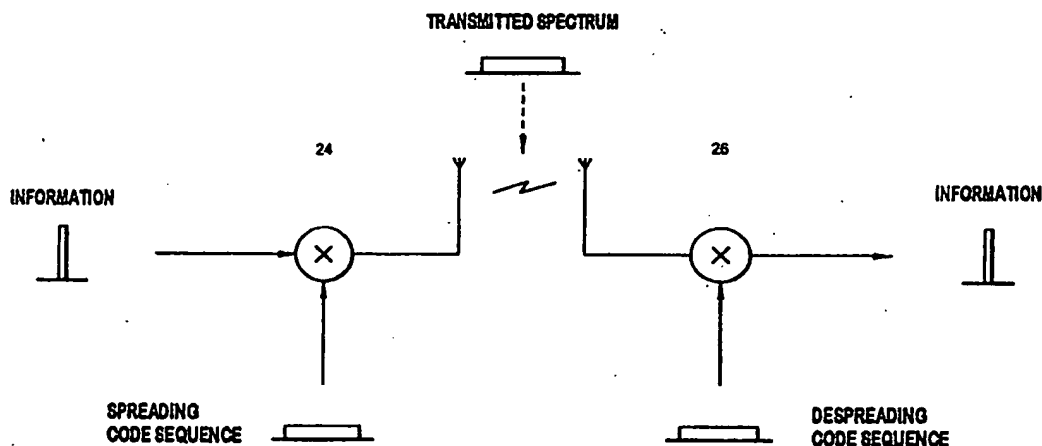 TRANSMITTED SPECTRUM
24
26
INFORMATION
INFORMATION
SPREADING
CODE SEQUENCE
DESPREADING
CODE SEQUENCE